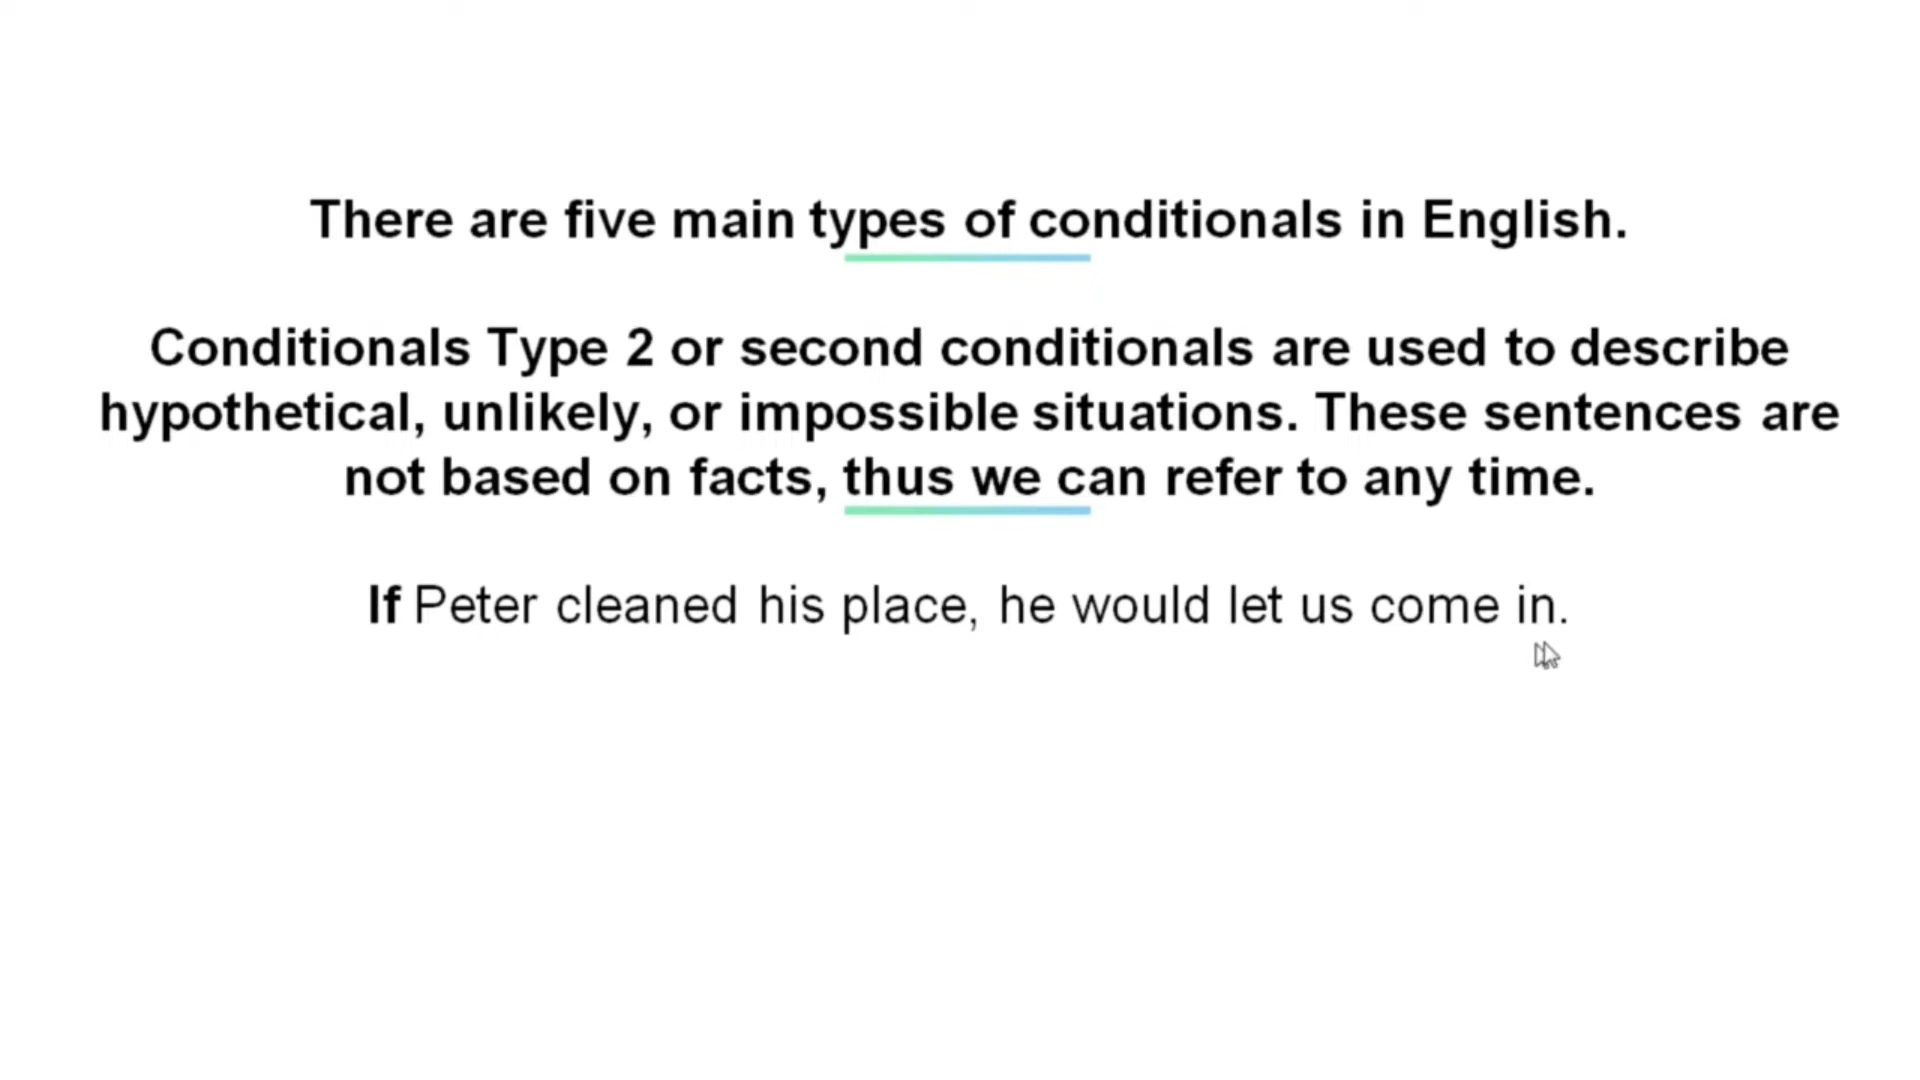 There are five main types of conditionals in English.
Conditionals Type 2 or second conditionals are used to describe
hypothetical, unlikely, or impossible situations. These sentences are
not based on facts, thus we can refer to any time.
If Peter cleaned his place, he would let us come in.